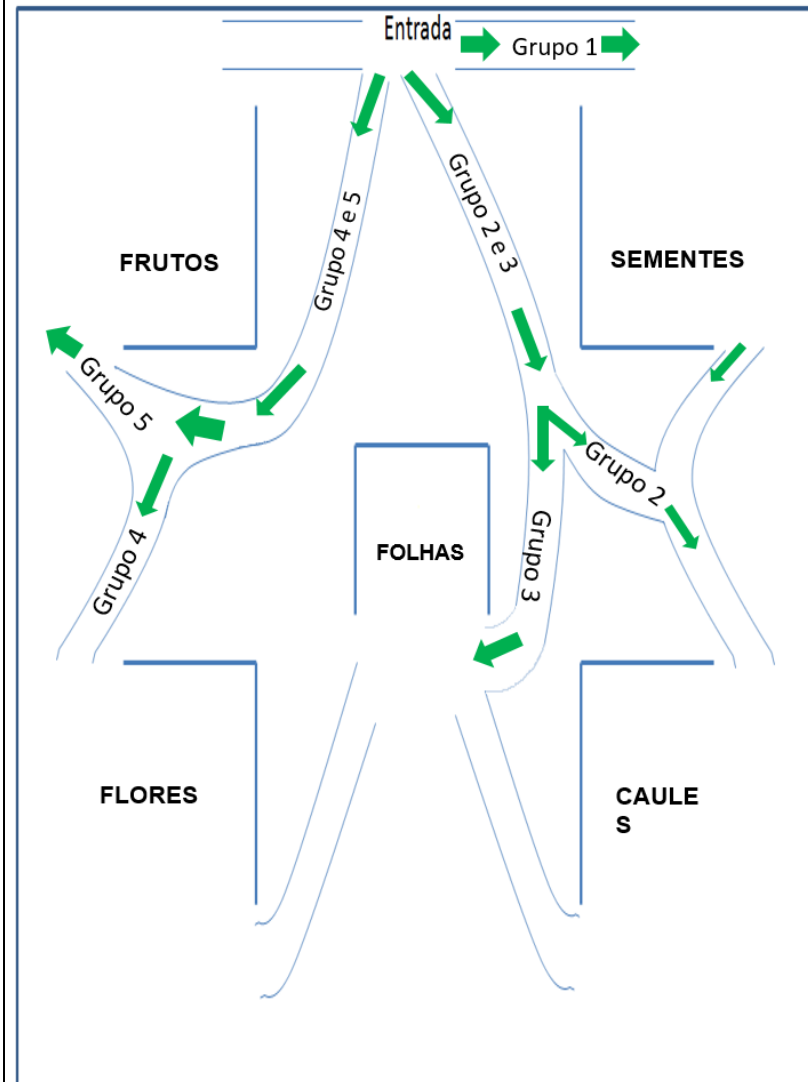 Entrada
Grupo 1
Grupo 4 e 5
Grupo 2 e 3
FRUTOS
SEMENTES
Grupo 5
Grupo 2
Grupo 4
FOLHAS
Grupo 3
FLORES
CAULE
S